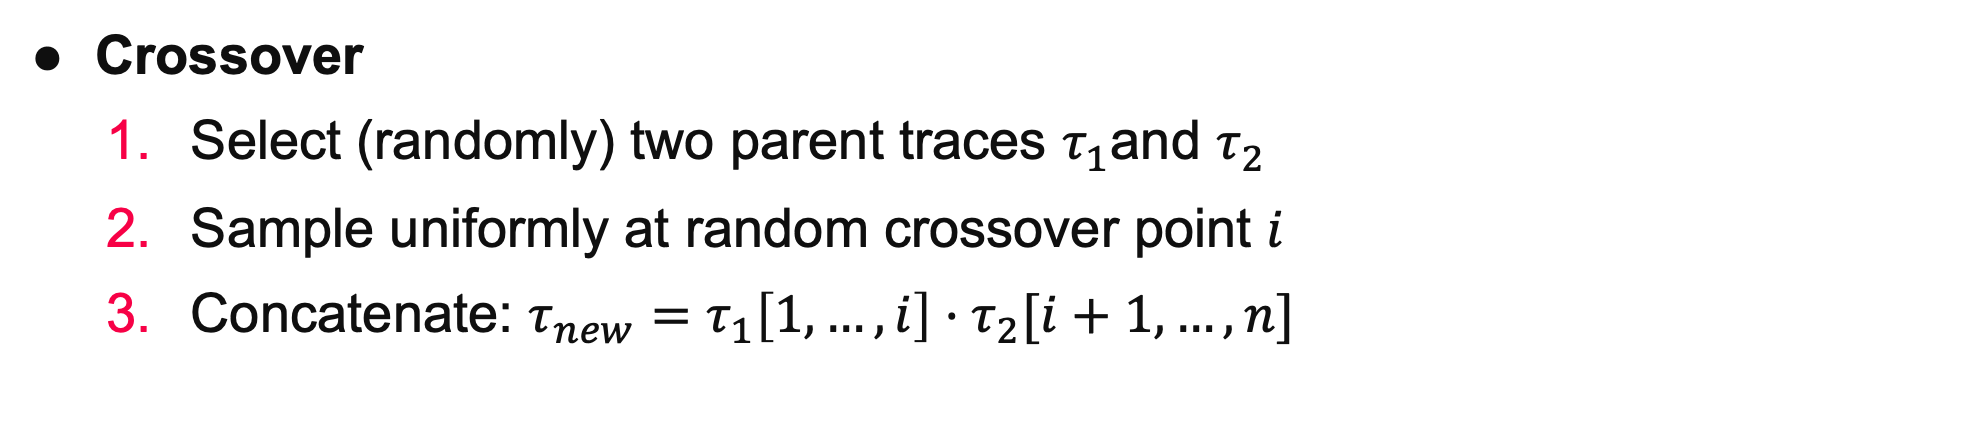 ● Crossover
1. Select (randomly) two parent traces τ₁ and τ₂
2. Sample uniformly at random crossover point i
3. Concatenate: τ_new = τ₁[1, … , i] · τ₂[i + 1, … , n]